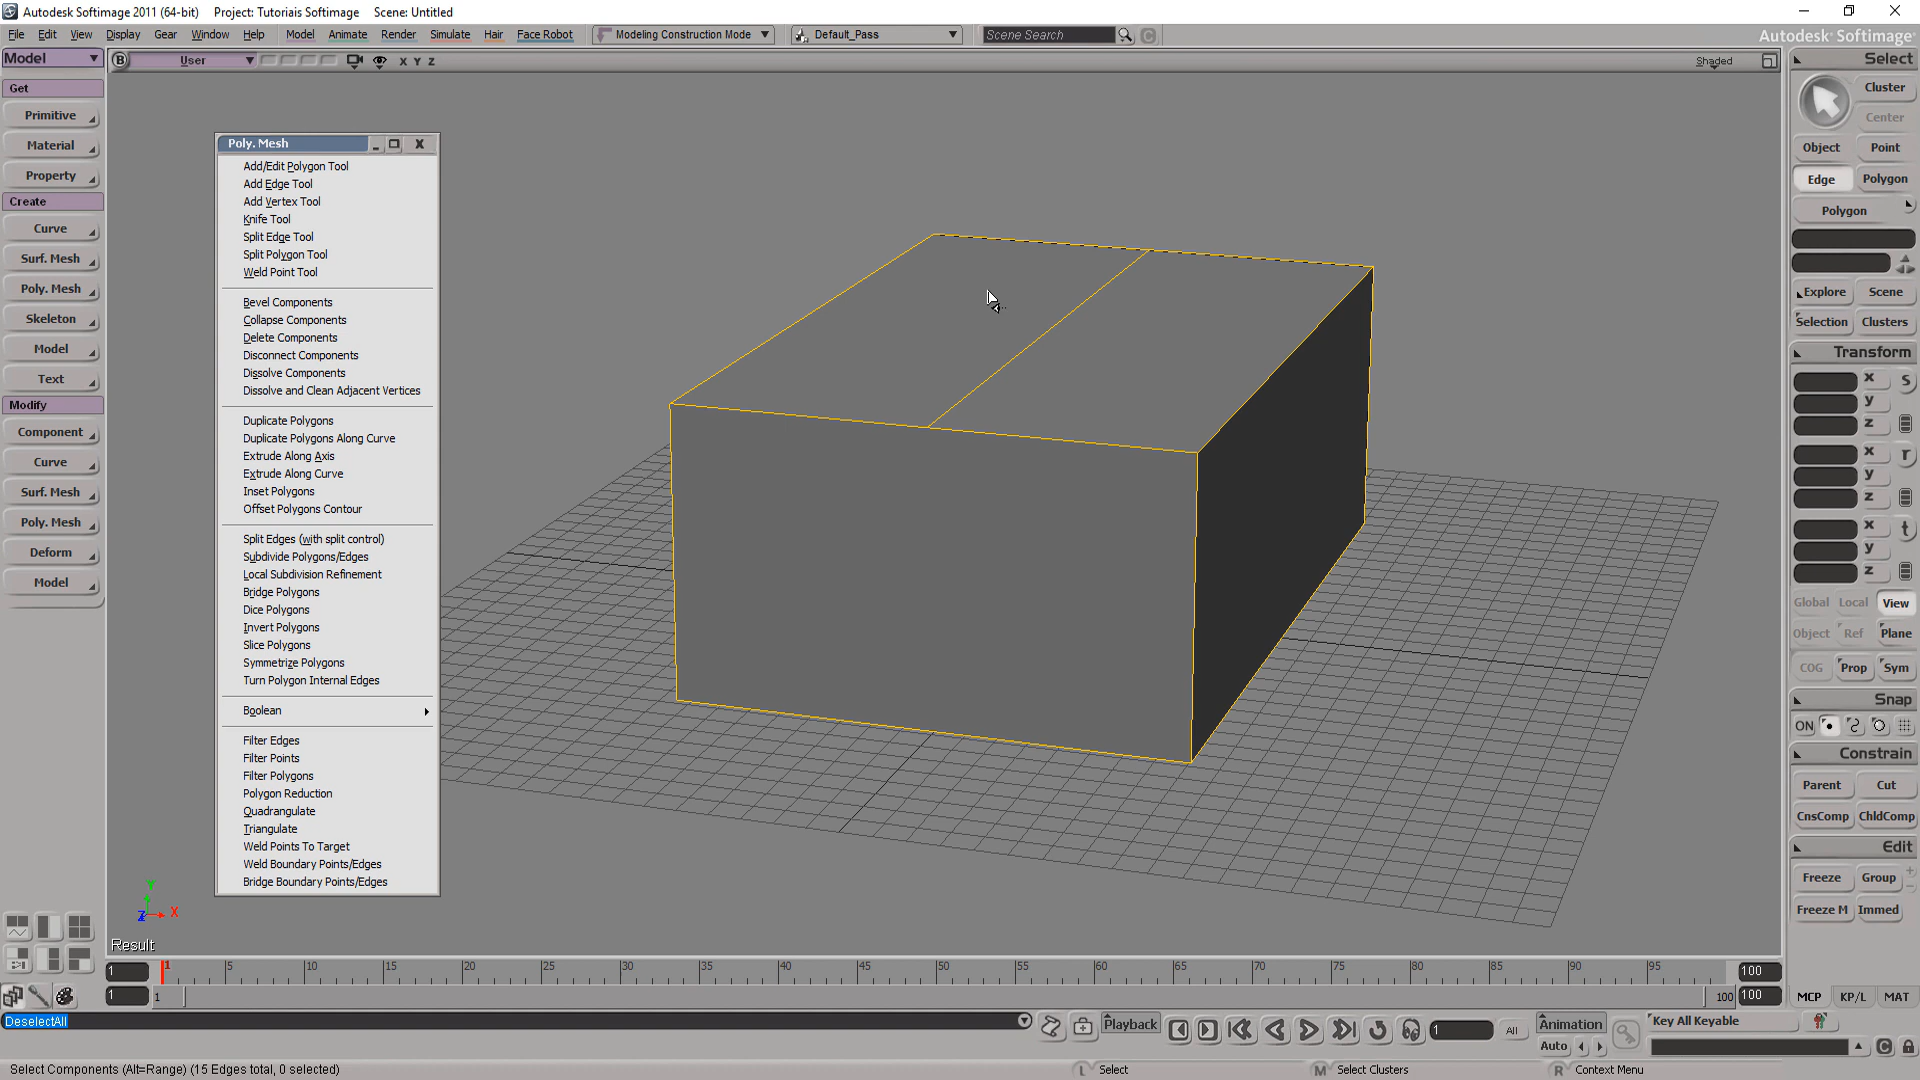 Autodesk Softimage 2011 (64-bit) Project: Tutoriais Softimage Scene: Untitled
File Edit View Display Gear Window Help Model Animate Render Simulate Hair Face Robot Modeling Construction Mode Default_Pass Scene Search Autodesk® Softimage®
Model B User X Y Z Shaded
Get
Primitive
Material
Property
Create
Curve
Surf. Mesh
Poly. Mesh
Skeleton
Model
Text
Modify
Component
Curve
Surf. Mesh
Poly. Mesh
Deform
Model
Poly. Mesh
Add/Edit Polygon Tool
Add Edge Tool
Add Vertex Tool
Knife Tool
Split Edge Tool
Split Polygon Tool
Weld Point Tool
Bevel Components
Collapse Components
Delete Components
Disconnect Components
Dissolve Components
Dissolve and Clean Adjacent Vertices
Duplicate Polygons
Duplicate Polygons Along Curve
Extrude Along Axis
Extrude Along Curve
Inset Polygons
Offset Polygons Contour
Split Edges (with split control)
Subdivide Polygons/Edges
Local Subdivision Refinement
Bridge Polygons
Dice Polygons
Invert Polygons
Slice Polygons
Symmetrize Polygons
Turn Polygon Internal Edges
Boolean
Filter Edges
Filter Points
Filter Polygons
Polygon Reduction
Quadrangulate
Triangulate
Weld Points To Target
Weld Boundary Points/Edges
Bridge Boundary Points/Edges
Y
Z X
Result
Select
Cluster
Center
Object Point
Edge Polygon
Polygon
Explore Scene
Selection Clusters
Transform
x s
y
z
x r
y
z
x t
y
z
Global Local View
Object Ref Plane
COG Prop Sym
Snap
ON
Constrain
Parent Cut
CnsComp ChldComp
Edit
Freeze Group + -
Freeze M Immed
1 1 5 10 15 20 25 30 35 40 45 50 55 60 65 70 75 80 85 90 95 100
1 1 100 100 MCP KP/L MAT
DeselectAll Playback 1 All Animation Key All Keyable
Auto
Select Components (Alt=Range) (15 Edges total, 0 selected) L Select M Select Clusters R Context Menu